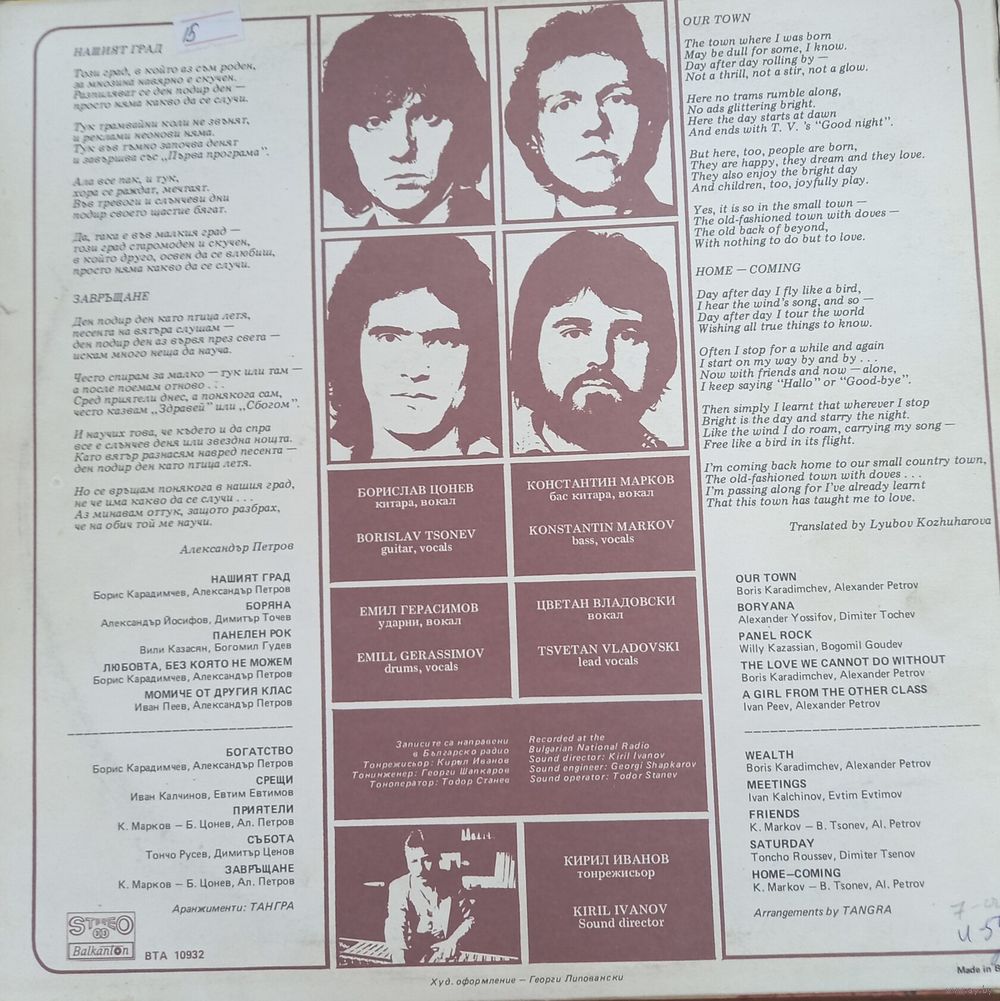 15
НАШИЯТ ГРАД
Този град, в който аз съм роден,
за мнозина навярно е скучен.
Разпиляват се ден подир ден —
просто няма какво да се случи.
Тук трамвайни коли не звънят,
и реклами неонови няма.
Тук във тъмно започва денят
и завършва със „Първа програма".
Ала все пак, и тук,
хора се раждат, мечтаят.
Във тревоги и слънчеви дни
подир своето щастие бягат.
Да, така е във малкия град —
този град старомоден и скучен,
в който друго, освен да се влюбиш,
просто няма какво да се случи.
ЗАВРЪЩАНЕ
Ден подир ден като птица летя,
песента на вятъра слушам —
ден подир ден аз вървя през света —
искам много неща да науча.
Често спирам за малко — тук или там —
а после поемам отново . . .
Сред приятели днес, а понякога сам,
често казвам „Здравей" или „Сбогом".
И научих това, че където и да спра
все е слънчев деня или звездна нощта.
Като вятър разнасям навред песента —
ден подир ден като птица летя.
Но се връщам понякога в нашия град,
не че има какво да се случи . . .
Аз минавам оттук, защото разбрах,
че на обич той ме научи.
Александър Петров
НАШИЯТ ГРАД
Борис Карадимчев, Александър Петров
БОРЯНА
Александър Йосифов, Димитър Точев
ПАНЕЛЕН РОК
Вили Казасян, Богомил Гудев
ЛЮБОВТА, БЕЗ КОЯТО НЕ МОЖЕМ
Борис Карадимчев, Александър Петров
МОМИЧЕ ОТ ДРУГИЯ КЛАС
Иван Пеев, Александър Петров
БОГАТСТВО
Борис Карадимчев, Александър Петров
СРЕЩИ
Иван Калчинов, Евтим Евтимов
ПРИЯТЕЛИ
К. Марков — Б. Цонев, Ал. Петров
СЪБОТА
Тончо Русев, Димитър Ценов
ЗАВРЪЩАНЕ
К. Марков — Б. Цонев, Ал. Петров
Аранжименти: ТАНГРА
STEREO
Balkanton
ВТА 10932
БОРИСЛАВ ЦОНЕВ
китара, вокал
BORISLAV TSONEV
guitar, vocals
КОНСТАНТИН МАРКОВ
бас китара, вокал
KONSTANTIN MARKOV
bass, vocals
ЕМИЛ ГЕРАСИМОВ
ударни, вокал
EMILL GERASSIMOV
drums, vocals
ЦВЕТАН ВЛАДОВСКИ
вокал
TSVETAN VLADOVSKI
lead vocals
Записите са направени
в Българско радио
Тонрежисьор: Кирил Иванов
Тонинженер: Георги Шапкаров
Тоноператор: Тодор Станев
Recorded at the
Bulgarian National Radio
Sound director: Kiril Ivanov
Sound engineer: Georgi Shapkarov
Sound operator: Todor Stanev
КИРИЛ ИВАНОВ
тонрежисьор
KIRIL IVANOV
Sound director
Худ. оформление — Георги Липовански
OUR TOWN
The town where I was born
May be dull for some, I know.
Day after day rolling by —
Not a thrill, not a stir, not a glow.
Here no trams rumble along,
No ads glittering bright.
Here the day starts at dawn
And ends with T. V. 's "Good night".
But here, too, people are born,
They are happy, they dream and they love.
They also enjoy the bright day
And children, too, joyfully play.
Yes, it is so in the small town —
The old-fashioned town with doves —
The old back of beyond,
With nothing to do but to love.
HOME — COMING
Day after day I fly like a bird,
I hear the wind's song, and so —
Day after day I tour the world
Wishing all true things to know.
Often I stop for a while and again
I start on my way by and by . . .
Now with friends and now — alone,
I keep saying "Hallo" or "Good-bye".
Then simply I learnt that wherever I stop
Bright is the day and starry the night.
Like the wind I do roam, carrying my song —
Free like a bird in its flight.
I'm coming back home to our small country town,
The old-fashioned town with doves . . .
I'm passing along for I've already learnt
That this town has taught me to love.
Translated by Lyubov Kozhuharova
OUR TOWN
Boris Karadimchev, Alexander Petrov
BORYANA
Alexander Yossifov, Dimiter Tochev
PANEL ROCK
Willy Kazassian, Bogomil Goudev
THE LOVE WE CANNOT DO WITHOUT
Boris Karadimchev, Alexander Petrov
A GIRL FROM THE OTHER CLASS
Ivan Peev, Alexander Petrov
WEALTH
Boris Karadimchev, Alexander Petrov
MEETINGS
Ivan Kalchinov, Evtim Evtimov
FRIENDS
K. Markov — B. Tsonev, Al. Petrov
SATURDAY
Toncho Roussev, Dimiter Tsenov
HOME—COMING
K. Markov — B. Tsonev, Al. Petrov
Arrangements by TANGRA
Made in